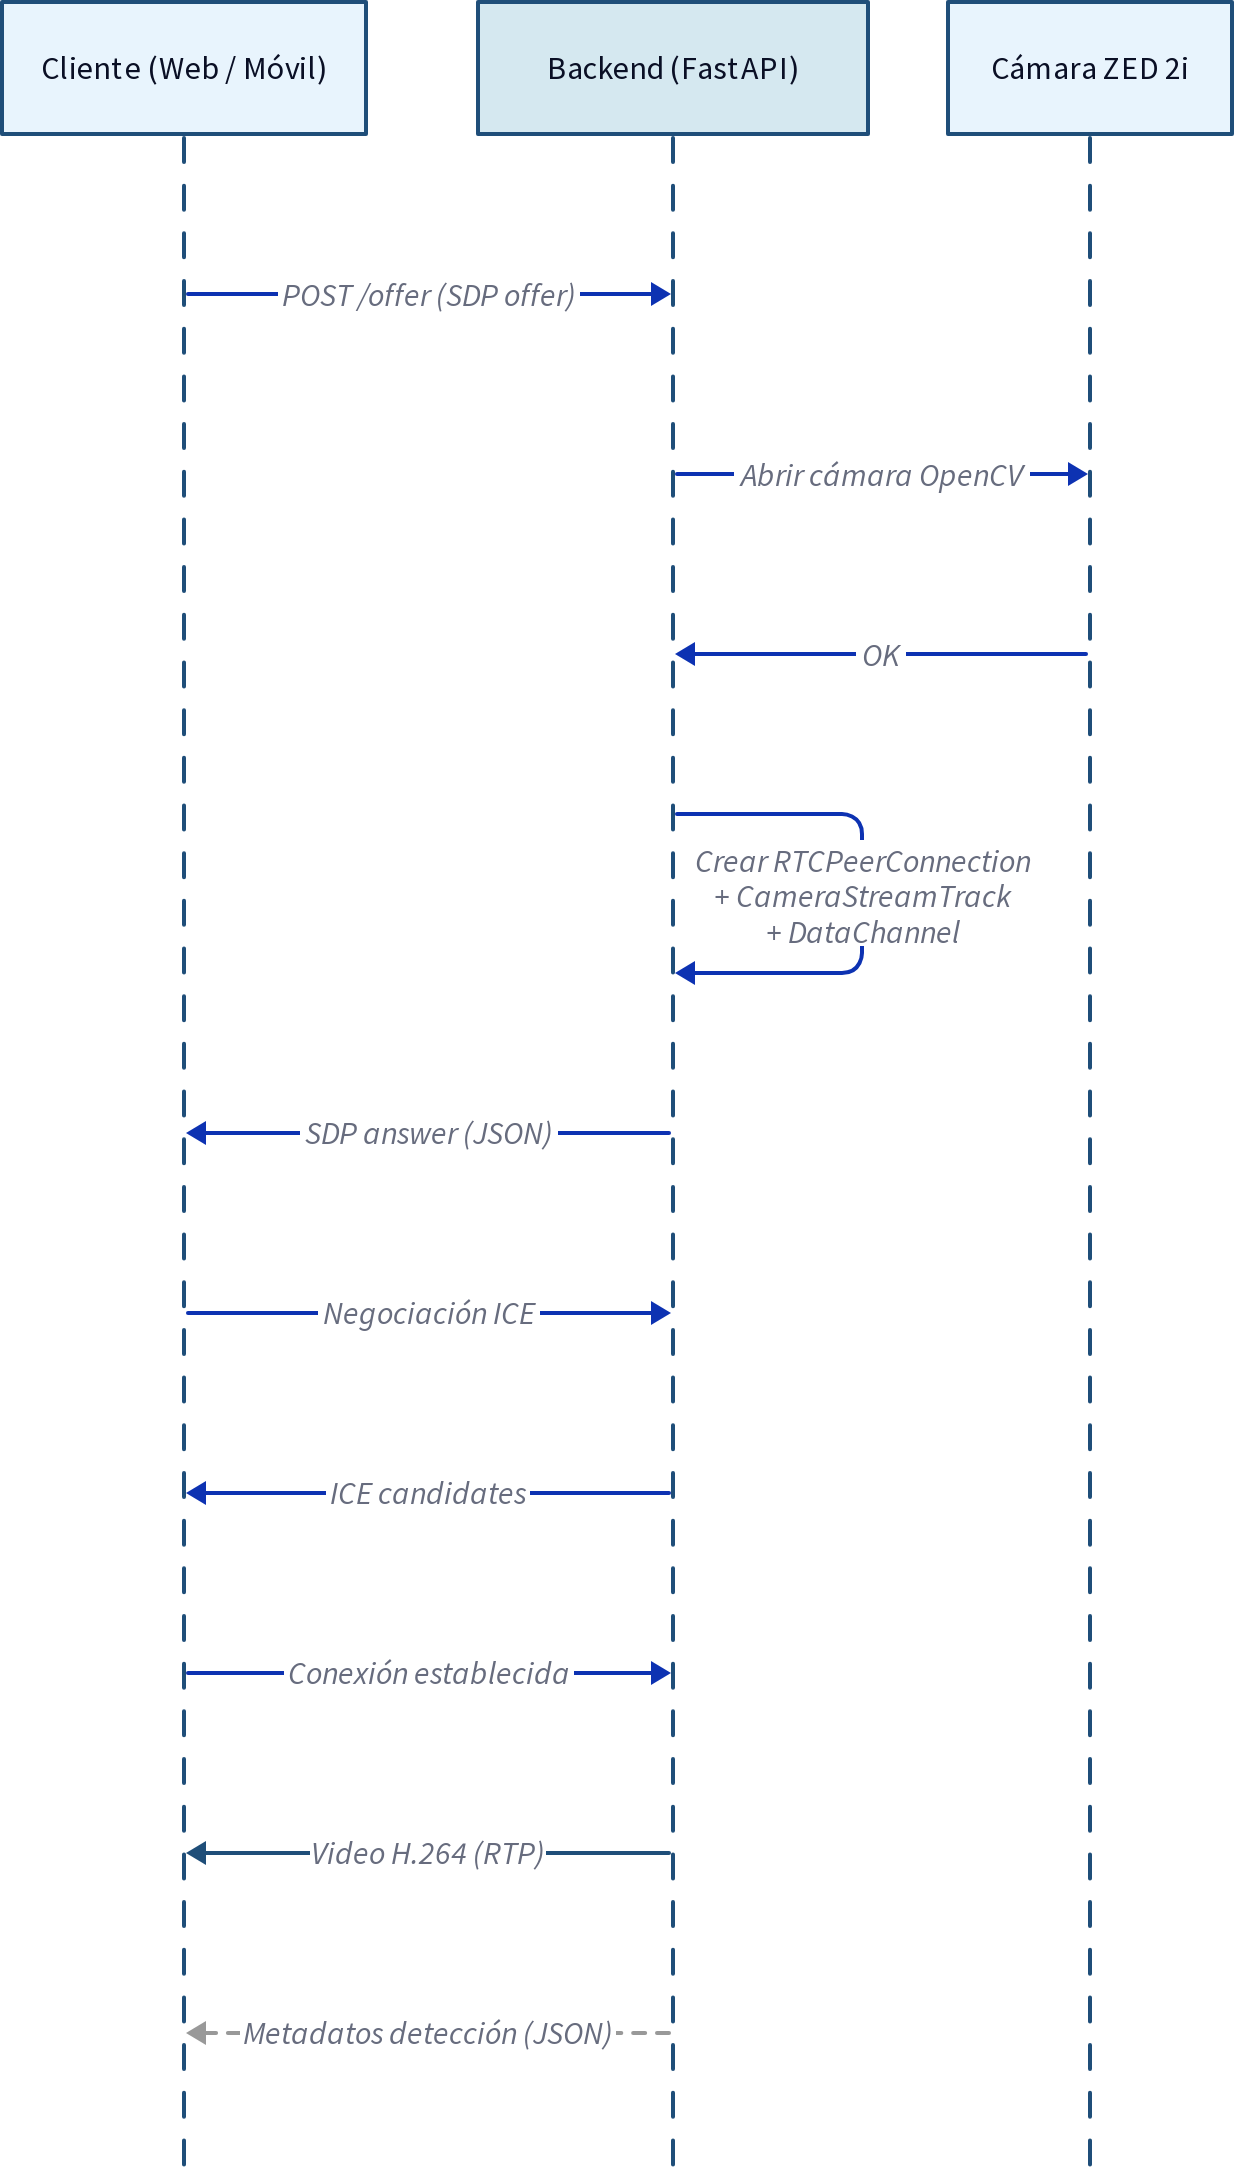 Cliente (Web / Móvil)
Backend (FastAPI)
Cámara ZED 2i
POST /offer (SDP offer)
Abrir cámara OpenCV
OK
Crear RTCPeerConnection
+ CameraStreamTrack
+ DataChannel
SDP answer (JSON)
Negociación ICE
ICE candidates
Conexión establecida
Video H.264 (RTP)
Metadatos detección (JSON)